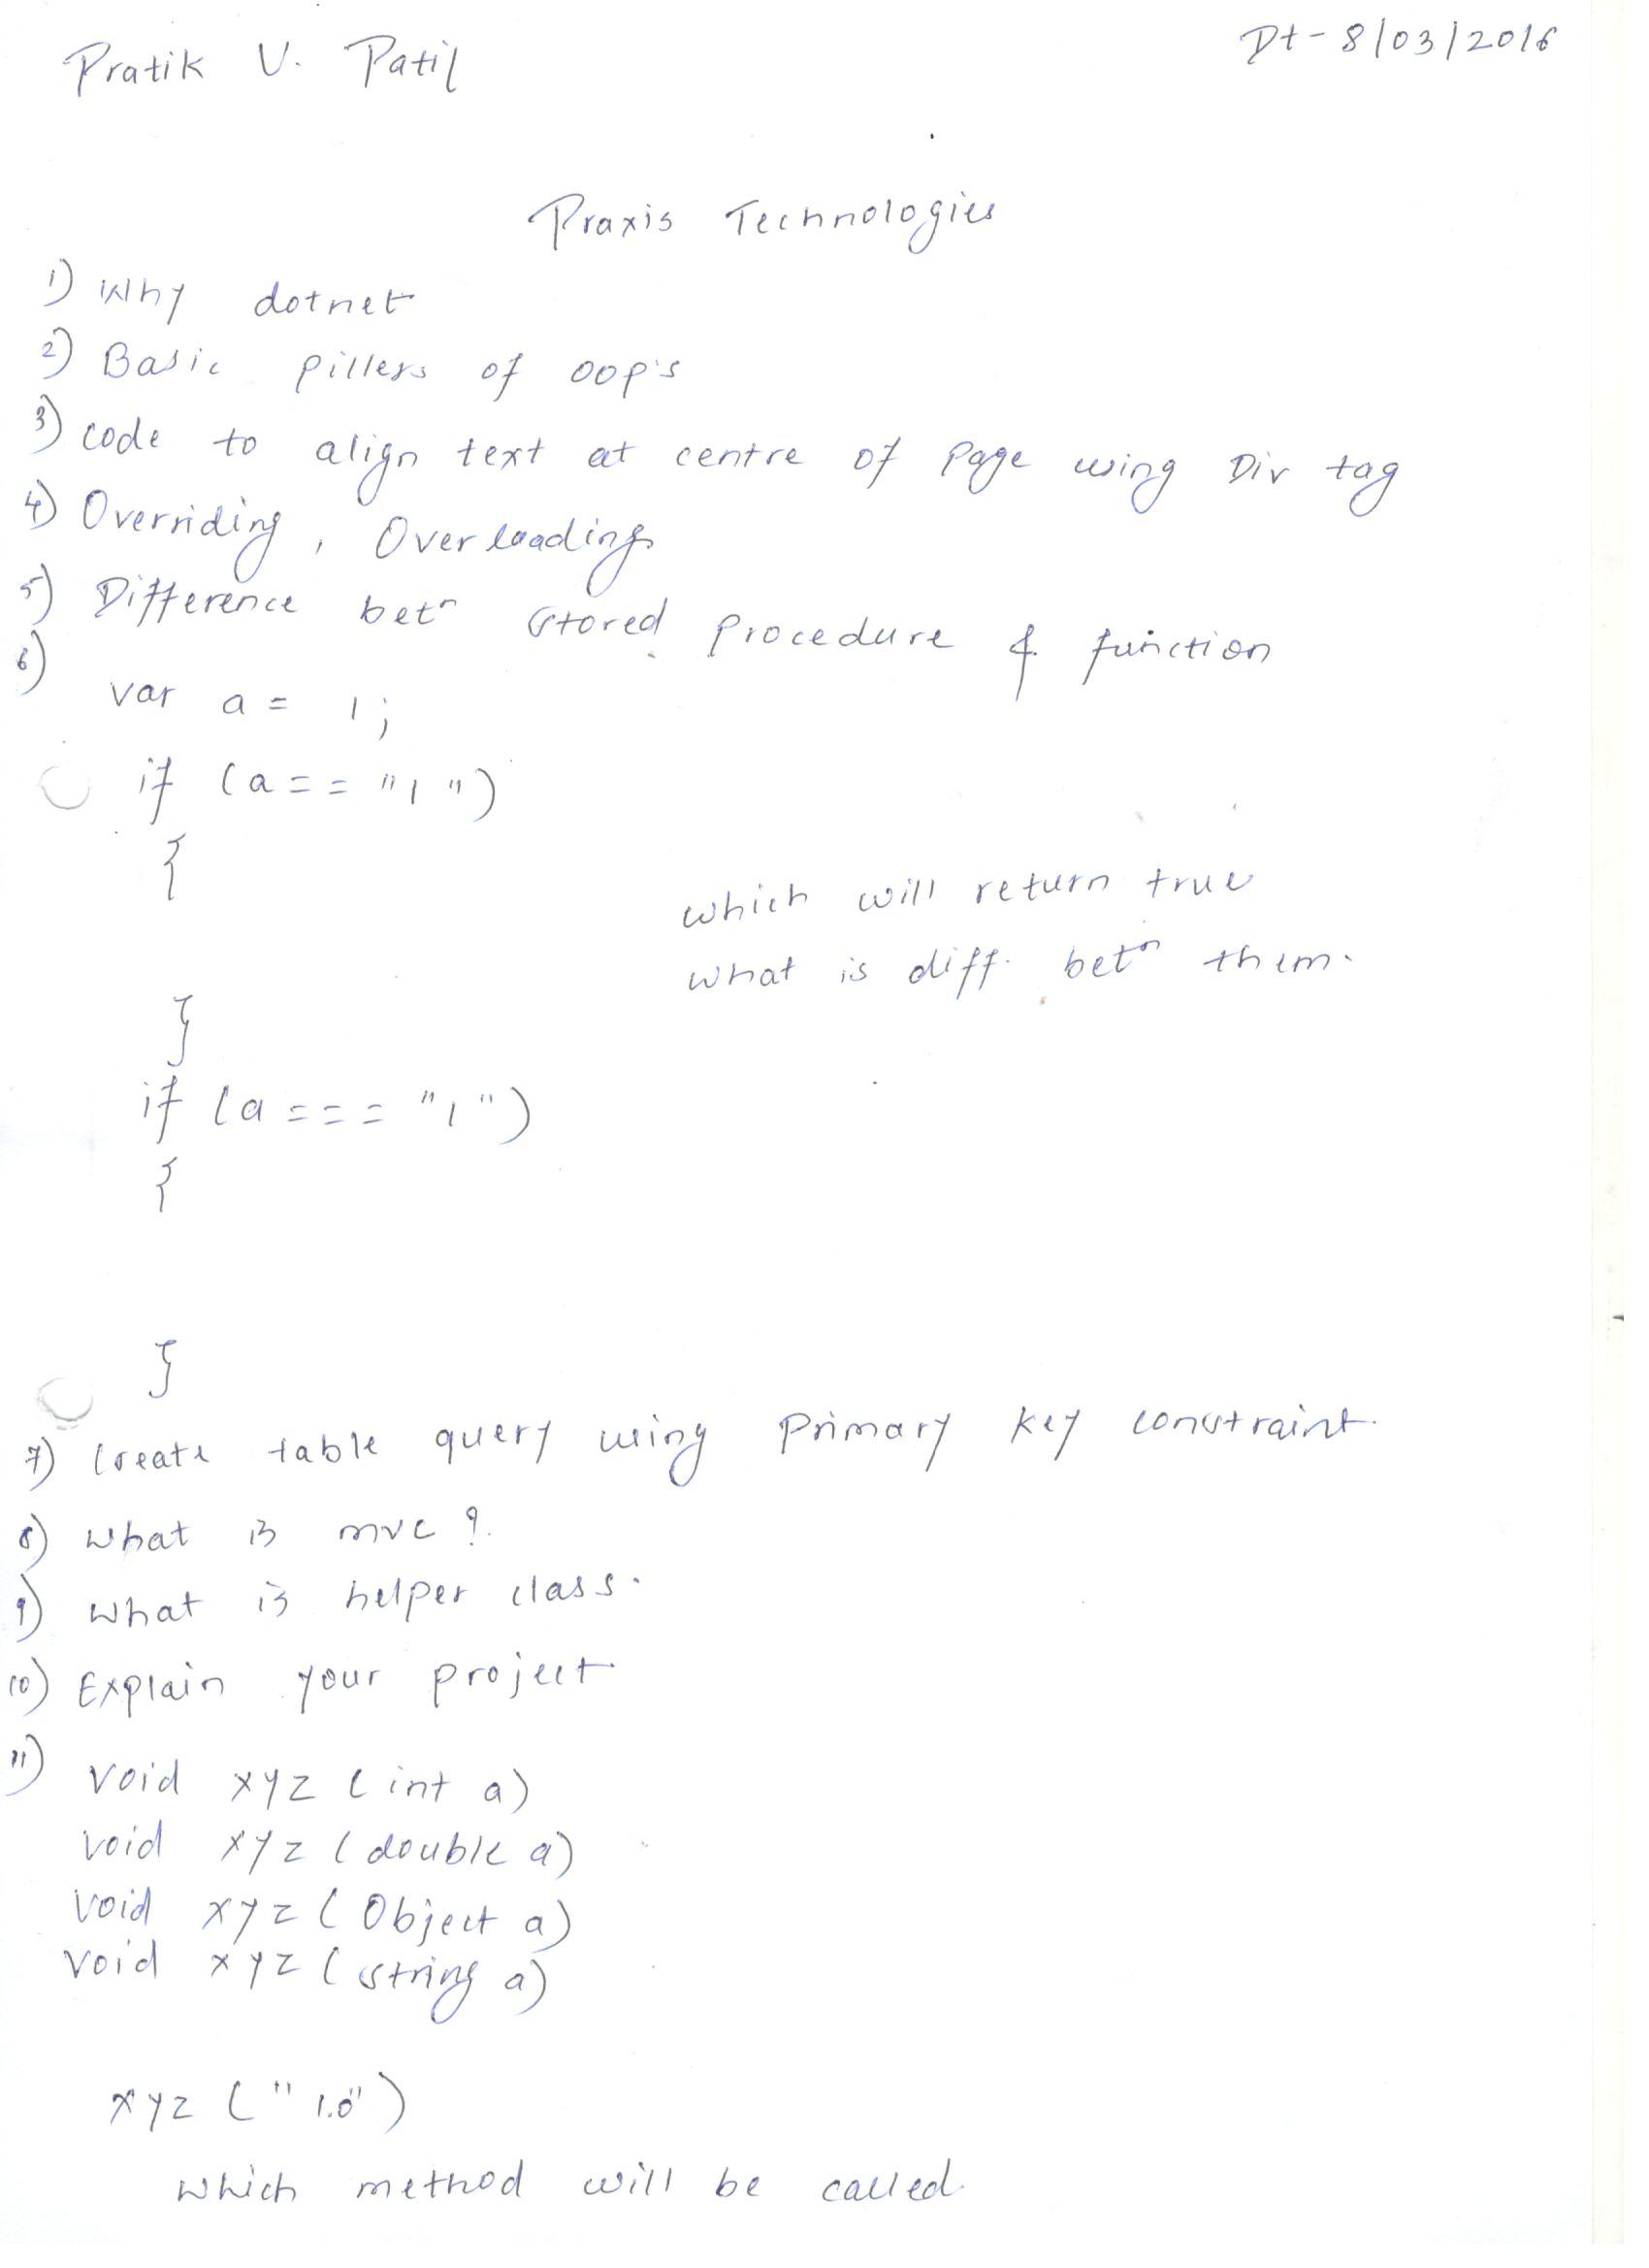 Pratik V. Patil
Dt- 8/03/2016
Praxis Technologies
1) Why dotnet
2) Basic pillers of oop's
3) code to align text at centre of Page using Div tag
4) Overriding, Overloading
5) Difference betn Stored procedure & function
6)
var a = 1;
if (a == "1")
{
which will return true
what is diff. betn them.
}
if (a === "1")
{
}
7) Create table query using Primary key constraint.
8) what is mvc ?
9) what is helper class.
10) Explain your project
11) void xyz (int a)
void xyz (double a)
void xyz (Object a)
void xyz (string a)
xyz ("1.0")
which method will be called.